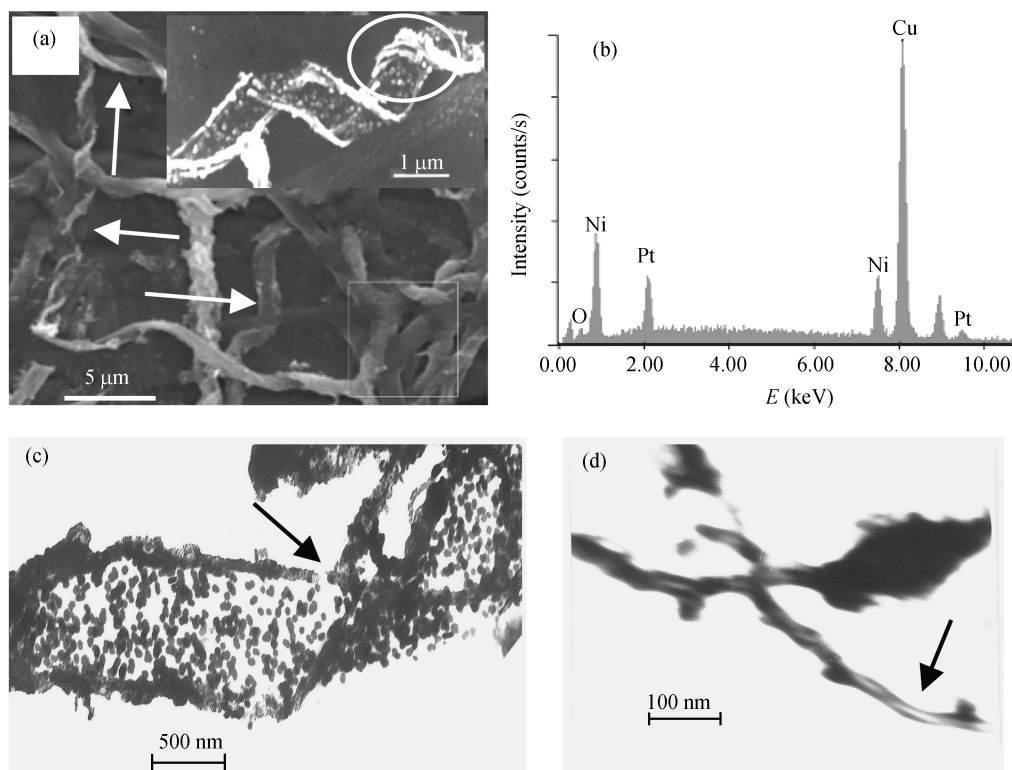 (a)
1 μm
5 μm
(b)
Intensity (counts/s)
Cu
Ni
Pt
Ni
O
Pt
0.00 2.00 4.00 6.00 8.00 10.00
E (keV)
(c)
500 nm
(d)
100 nm